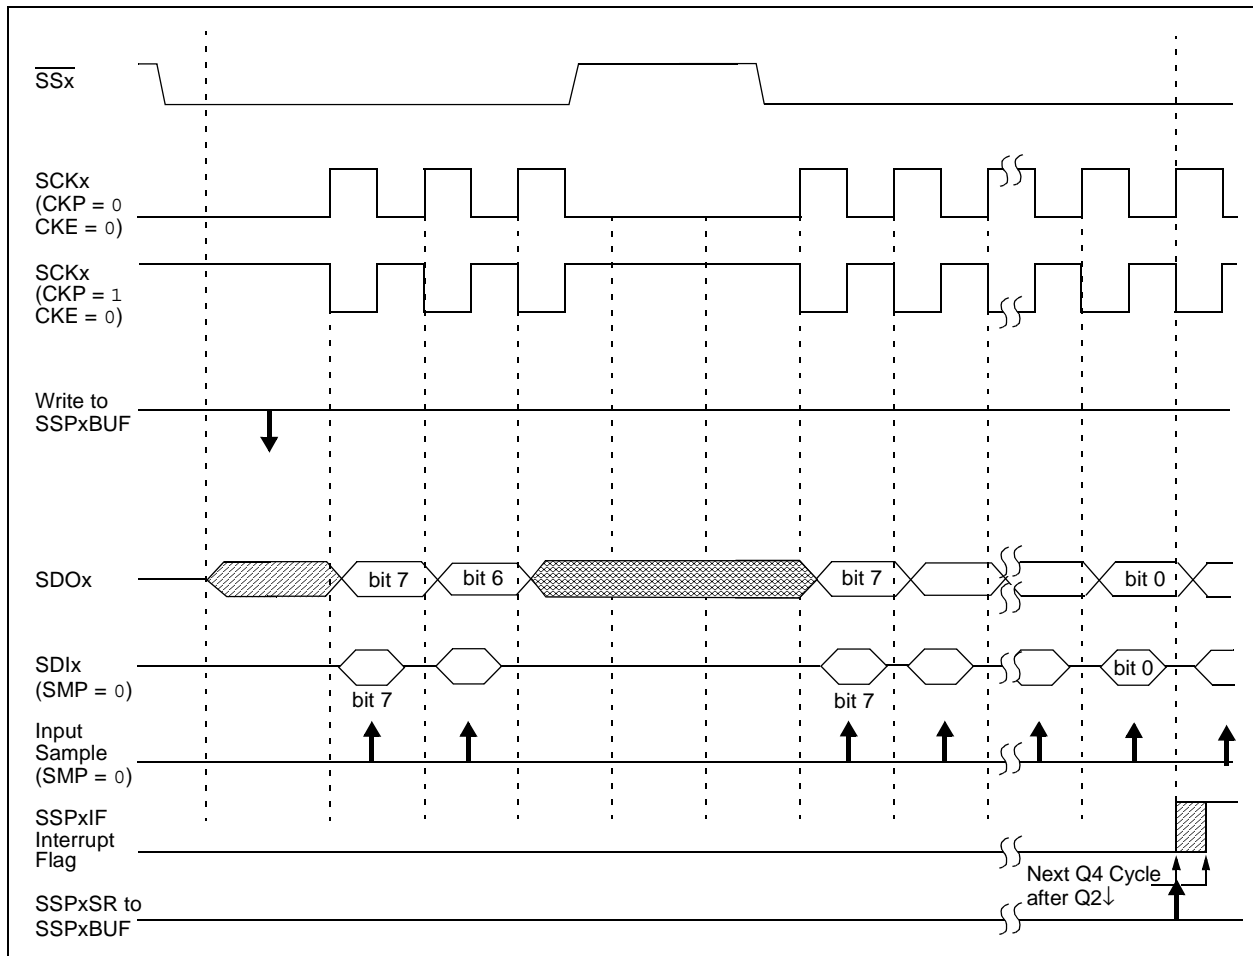 SSx
SCKx
(CKP = 0
CKE = 0)
SCKx
(CKP = 1
CKE = 0)
Write to
SSPxBUF
SDOx
bit 7
bit 6
bit 7
bit 0
SDIx
(SMP = 0)
bit 7
bit 7
bit 0
Input
Sample
(SMP = 0)
SSPxIF
Interrupt
Flag
Next Q4 Cycle
after Q2↓
SSPxSR to
SSPxBUF